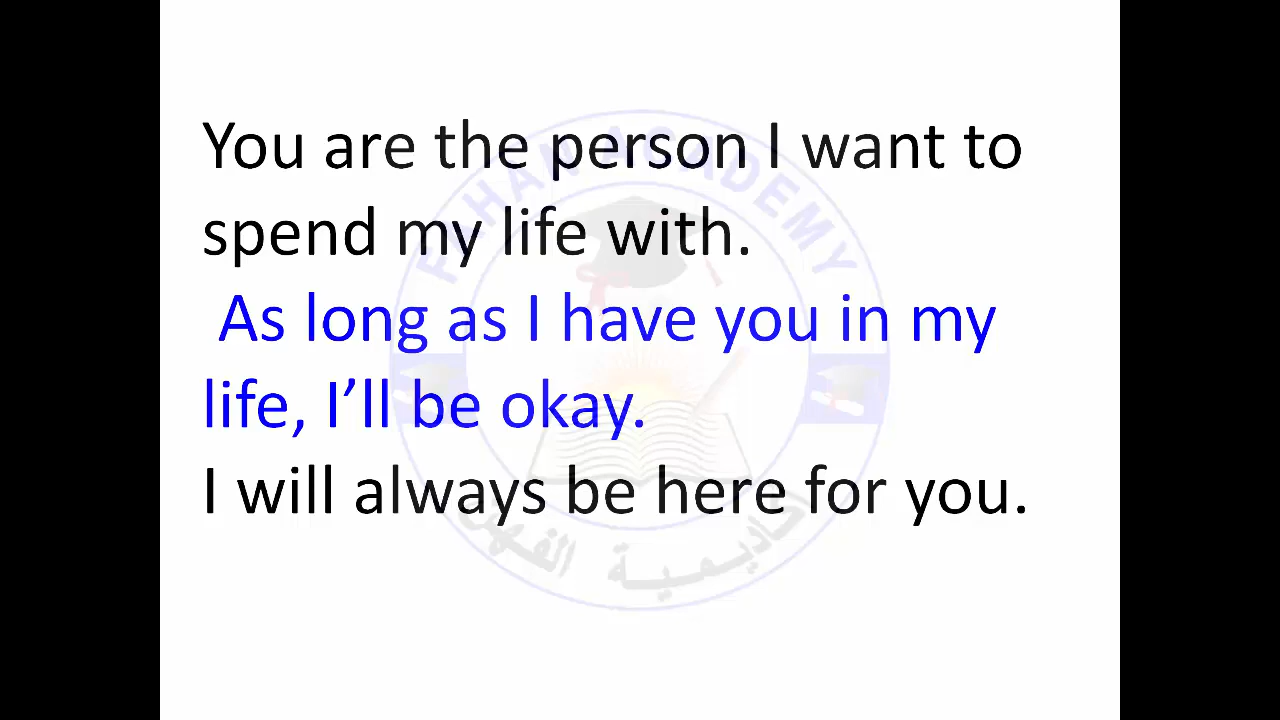 You are the person I want to
spend my life with.
As long as I have you in my
life, I’ll be okay.
I will always be here for you.
ACADEMY